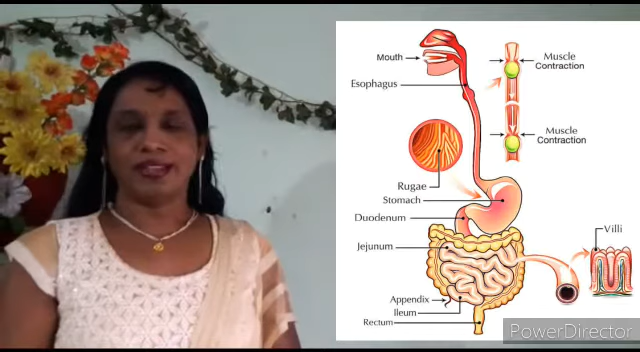 Mouth
Muscle
Contraction
Esophagus
Muscle
Contraction
Rugae
Stomach
Duodenum
Villi
Jejunum
Appendix
Ileum
Rectum
PowerDirector